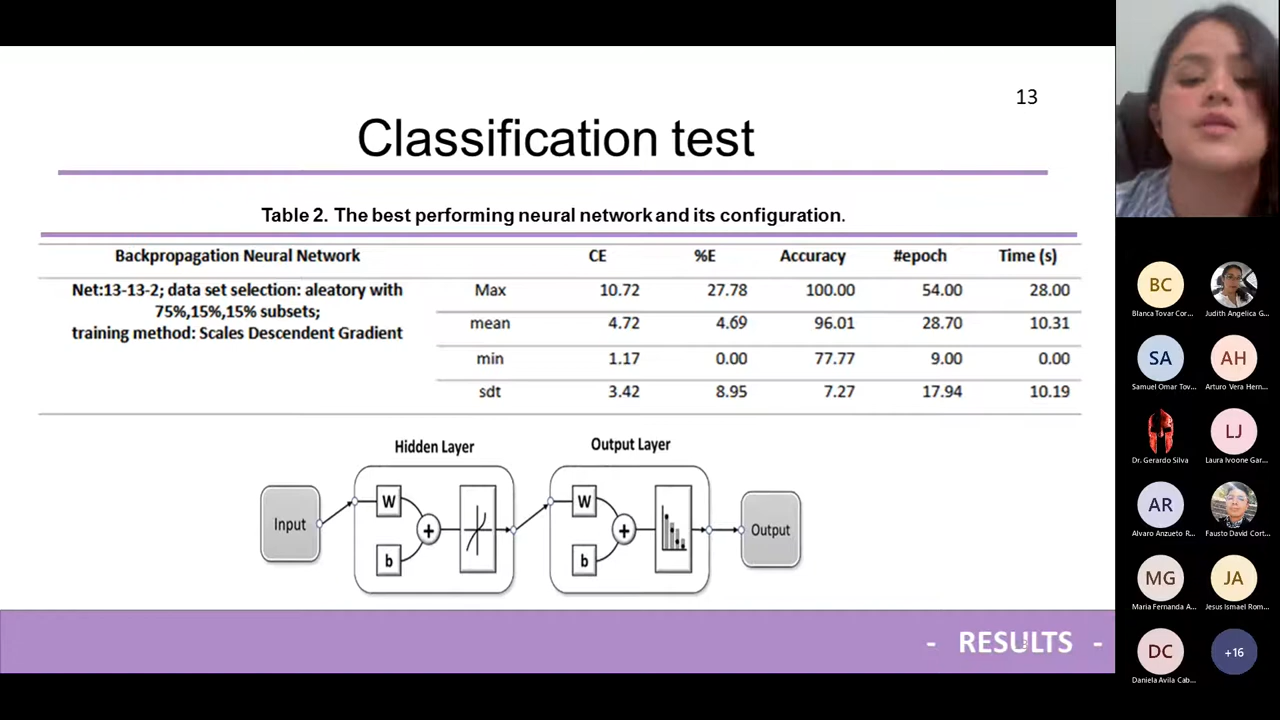 13
Classification test
Table 2. The best performing neural network and its configuration.
Backpropagation Neural Network CE %E Accuracy #epoch Time (s)
Net:13-13-2; data set selection: aleatory with
75%,15%,15% subsets;
training method: Scales Descendent Gradient
Max 10.72 27.78 100.00 54.00 28.00
mean 4.72 4.69 96.01 28.70 10.31
min 1.17 0.00 77.77 9.00 0.00
sdt 3.42 8.95 7.27 17.94 10.19
Hidden Layer Output Layer
Input W b + W b + Output
- RESULTS -
BC
Blanca Tovar Cor... Judith Angelica G...
SA AH
Samuel Omar Tov... Arturo Vera Hern...
LJ
Dr. Gerardo Silva Laura Ivoone Gar...
AR
Alvaro Anzueto R... Fausto David Cort...
MG JA
Maria Fernanda A... Jesus Ismael Rom...
DC +16
Daniela Avila Cab...